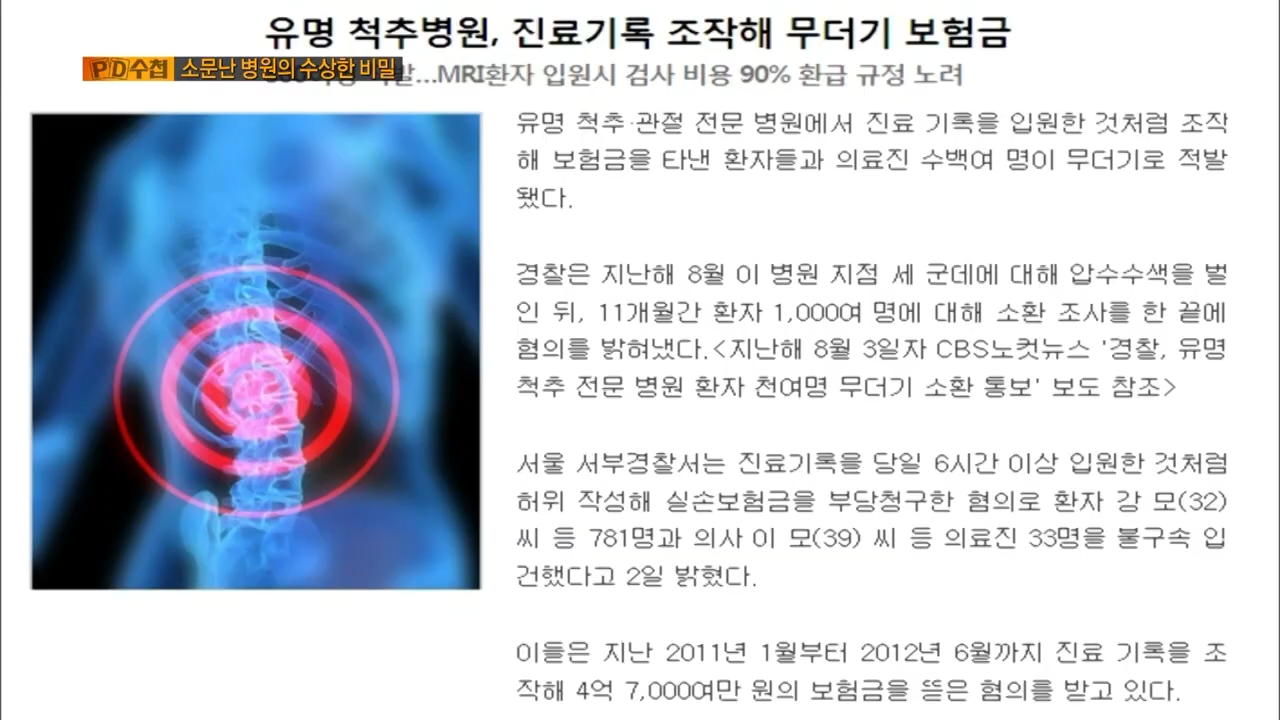 유명 척추병원, 진료기록 조작해 무더기 보험금
PD수첩 소문난 병원의 수상한 비밀
...MRI환자 입원시 검사 비용 90% 환급 규정 노려
유명 척추·관절 전문 병원에서 진료 기록을 입원한 것처럼 조작
해 보험금을 타낸 환자들과 의료진 수백여 명이 무더기로 적발
됐다.
경찰은 지난해 8월 이 병원 지점 세 군데에 대해 압수수색을 벌
인 뒤, 11개월간 환자 1,000여 명에 대해 소환 조사를 한 끝에
혐의를 밝혀냈다.<지난해 8월 3일자 CBS노컷뉴스 '경찰, 유명
척추 전문 병원 환자 천여명 무더기 소환 통보' 보도 참조>
서울 서부경찰서는 진료기록을 당일 6시간 이상 입원한 것처럼
허위 작성해 실손보험금을 부당청구한 혐의로 환자 강 모(32)
씨 등 781명과 의사 이 모(39) 씨 등 의료진 33명을 불구속 입
건했다고 2일 밝혔다.
이들은 지난 2011년 1월부터 2012년 6월까지 진료 기록을 조
작해 4억 7,000여만 원의 보험금을 뜯은 혐의를 받고 있다.